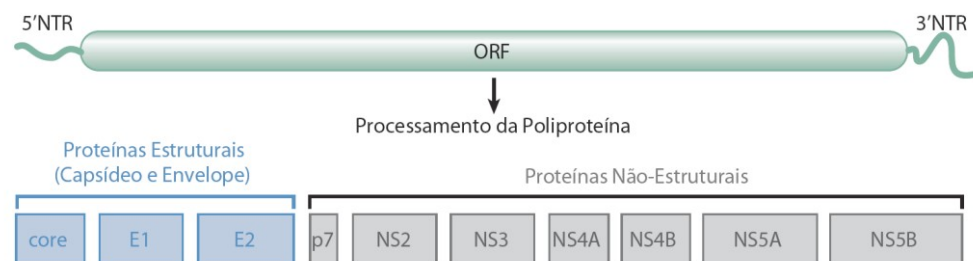 5'NTR
3'NTR
ORF
Processamento da Poliproteína
Proteínas Estruturais
(Capsídeo e Envelope)
Proteínas Não-Estruturais
core
E1
E2
p7
NS2
NS3
NS4A
NS4B
NS5A
NS5B